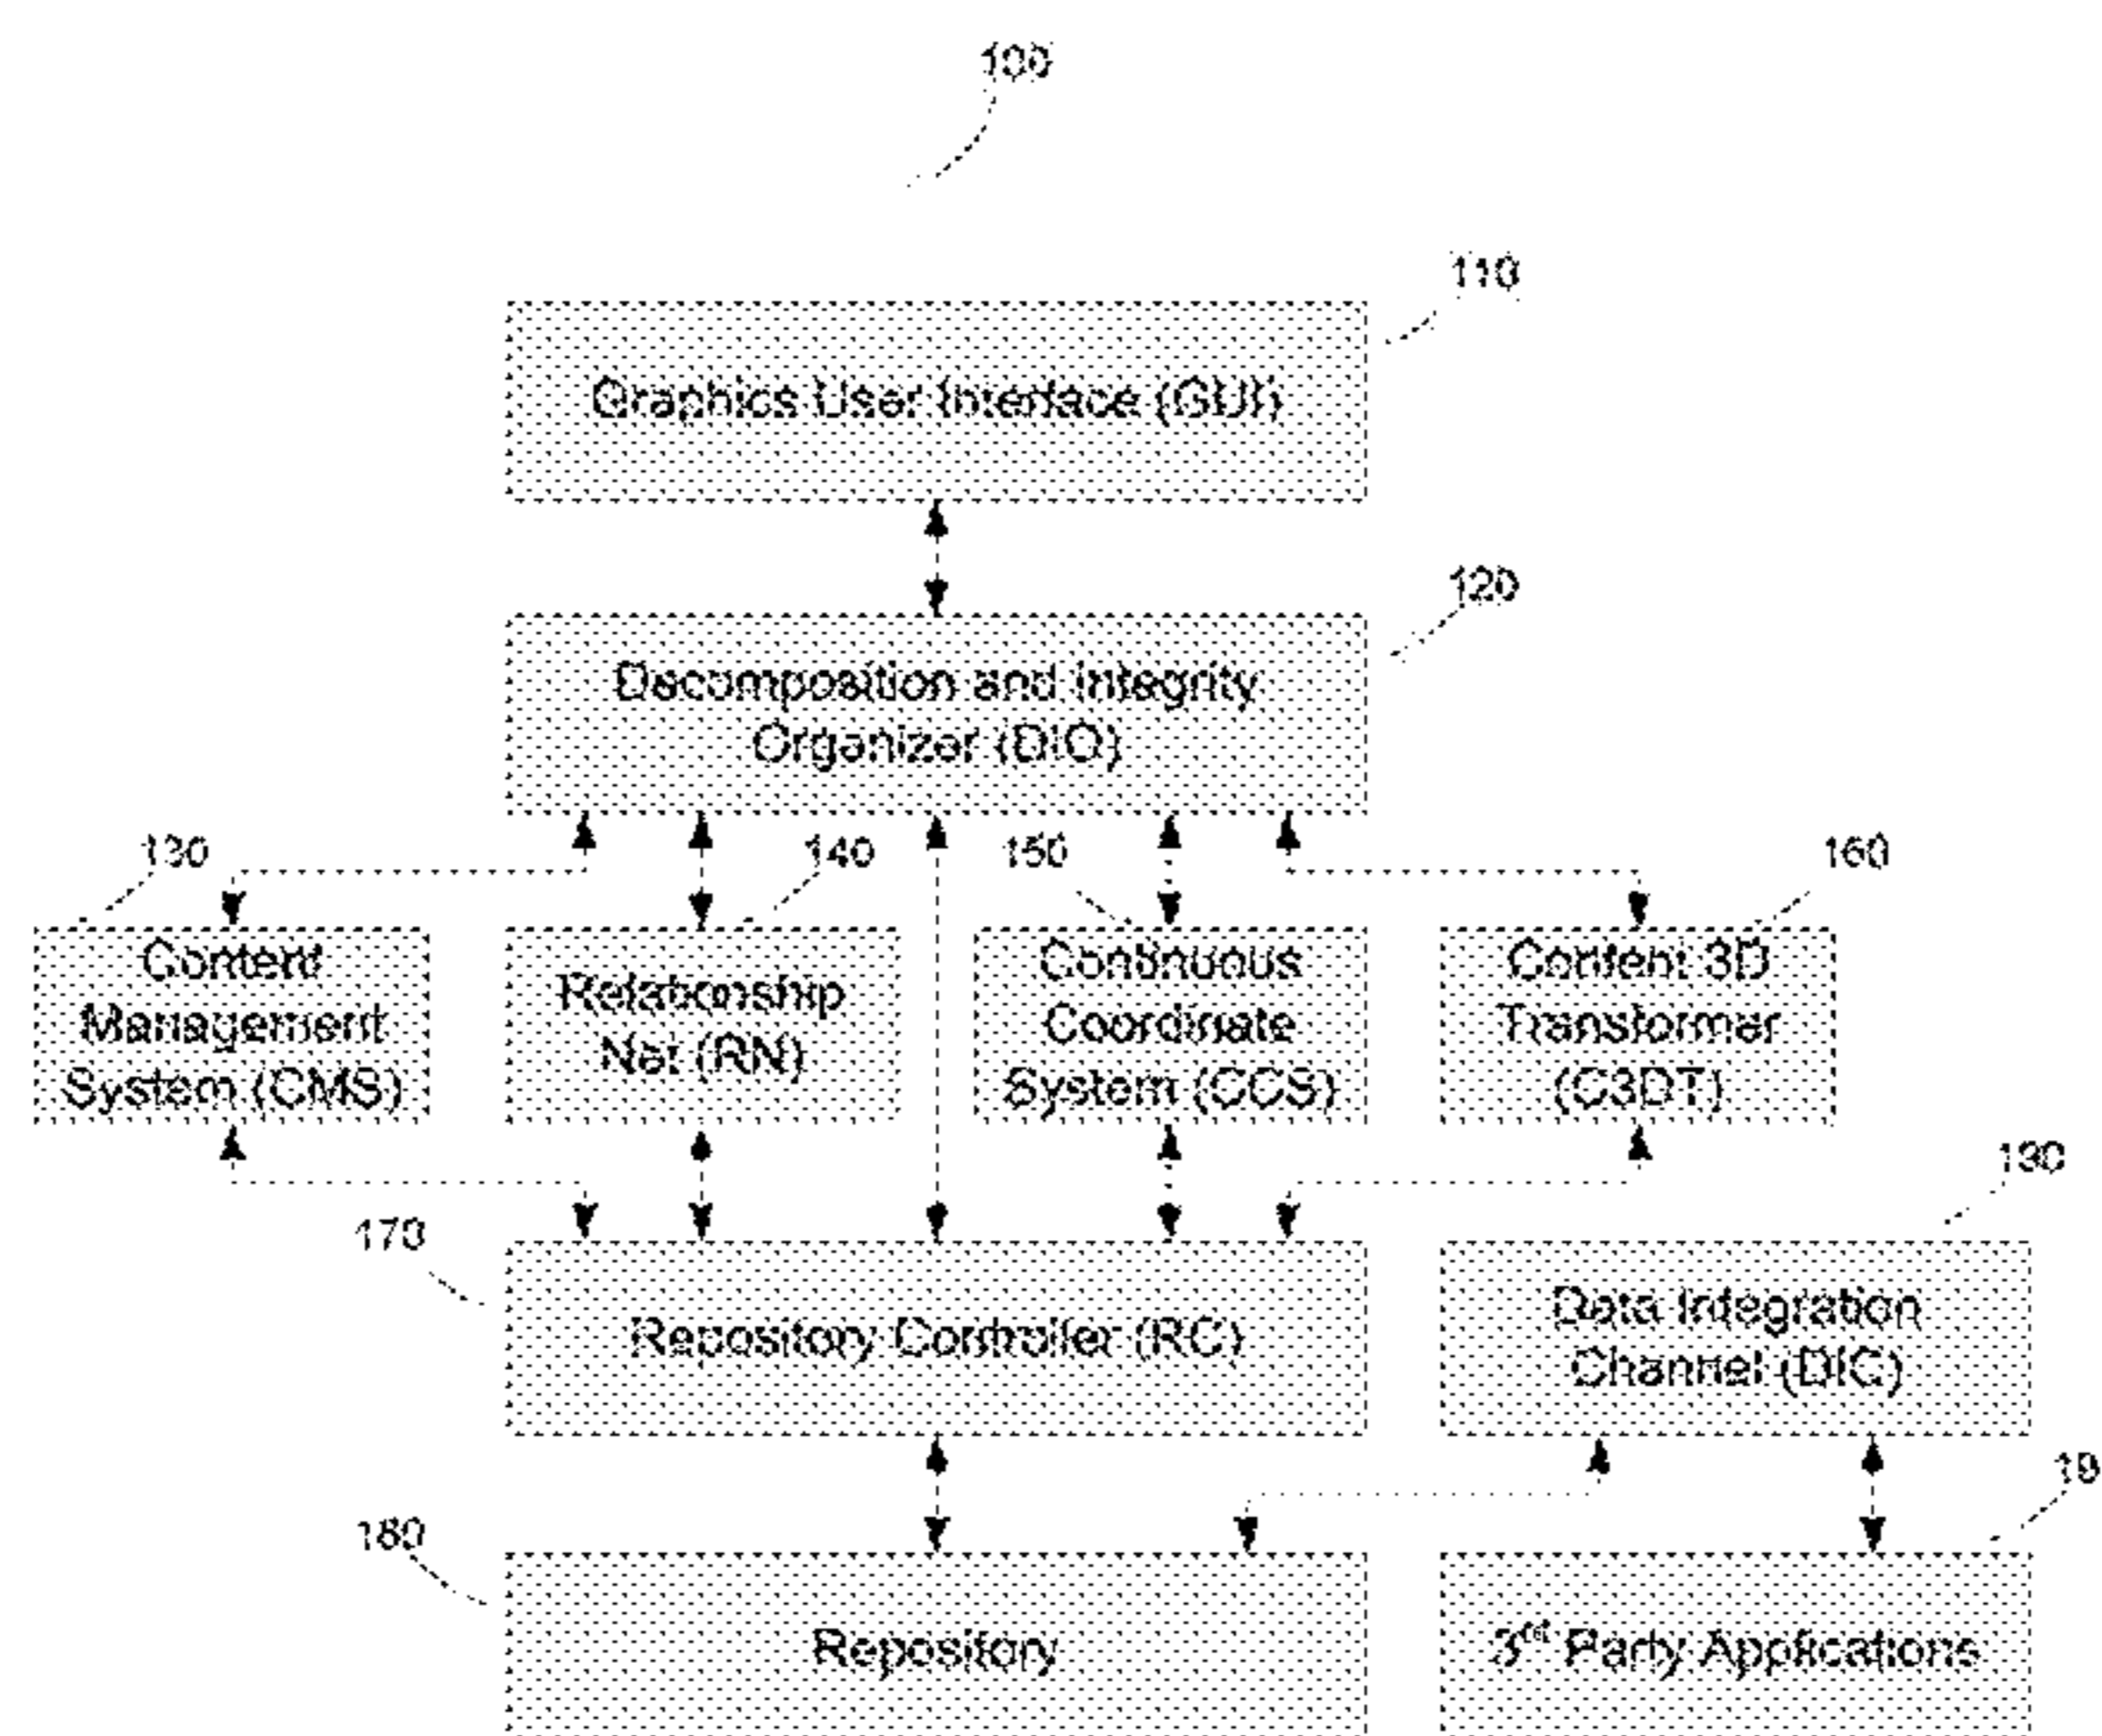 100
110
Graphics User Interface (GUI)
120
Decomposition and Integrity
Organizer (DIO)
130
140
150
160
Content
Management
System (CMS)
Relationship
Net (RN)
Continuous
Coordinate
System (CCS)
Content 3D
Transformer
(C3DT)
170
190
Repository Controller (RC)
Data Integration
Channel (DIC)
180
19
Repository
3rd Party Applications